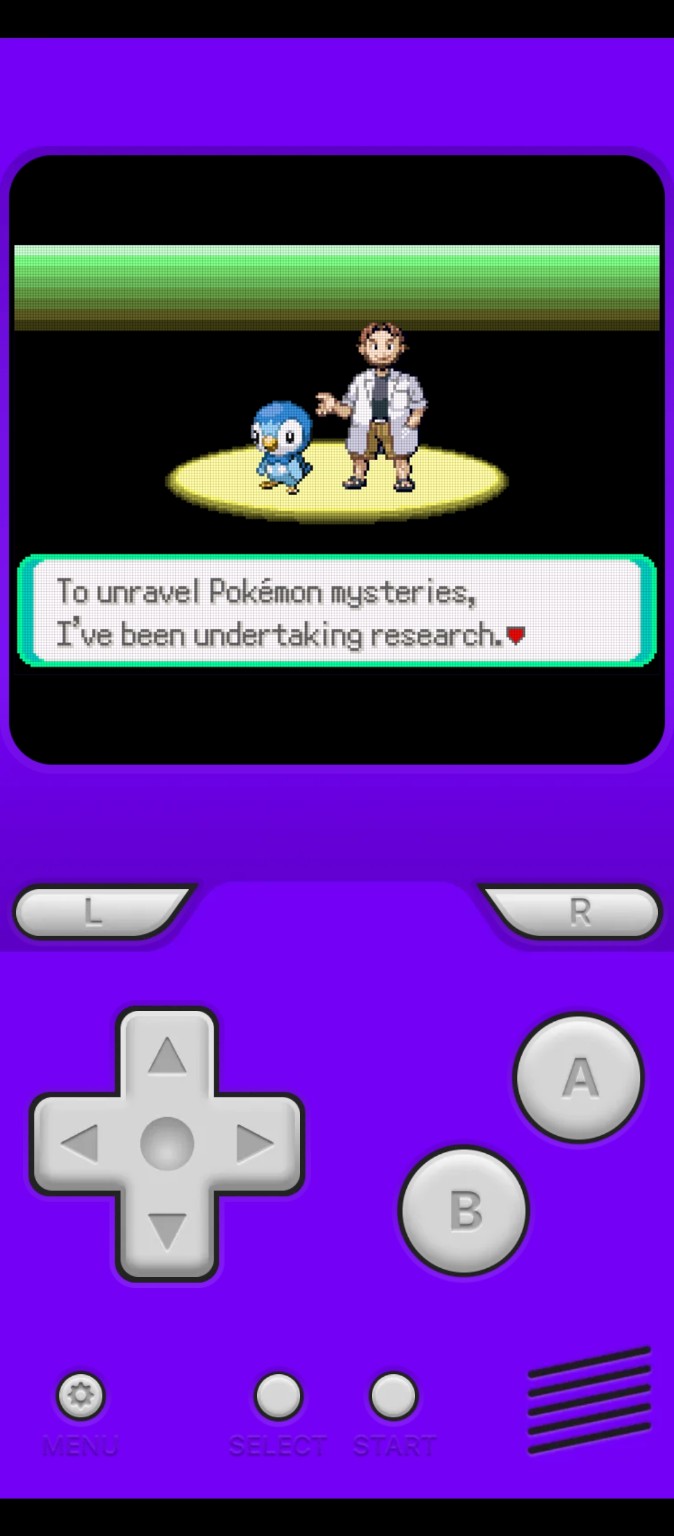 To unravel Pokémon mysteries,
I've been undertaking research.
L
R
A
B
MENU
SELECT
START